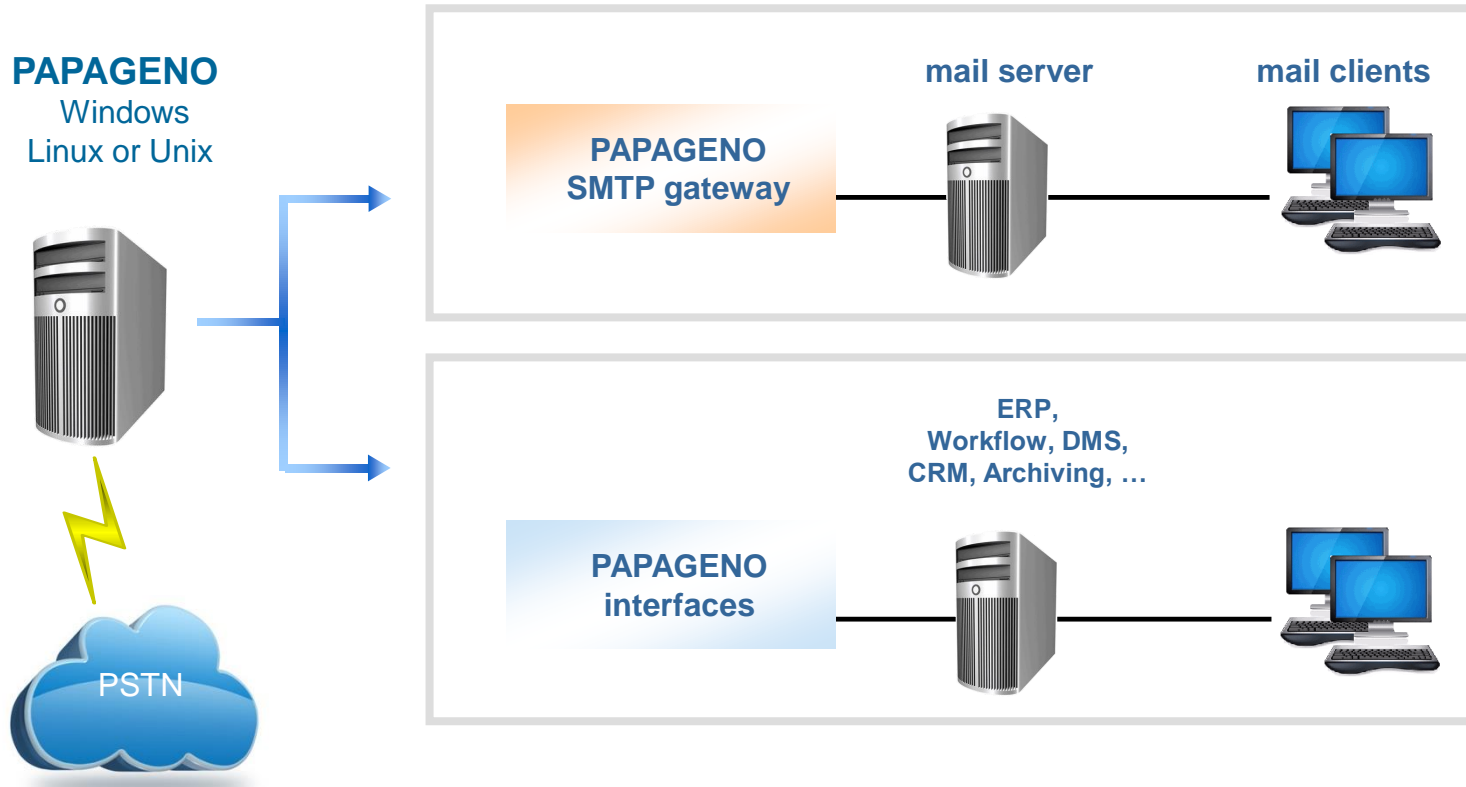 PAPAGENO
Windows
Linux or Unix
PSTN
mail server
mail clients
PAPAGENO
SMTP gateway
ERP,
Workflow, DMS,
CRM, Archiving, …
PAPAGENO
interfaces